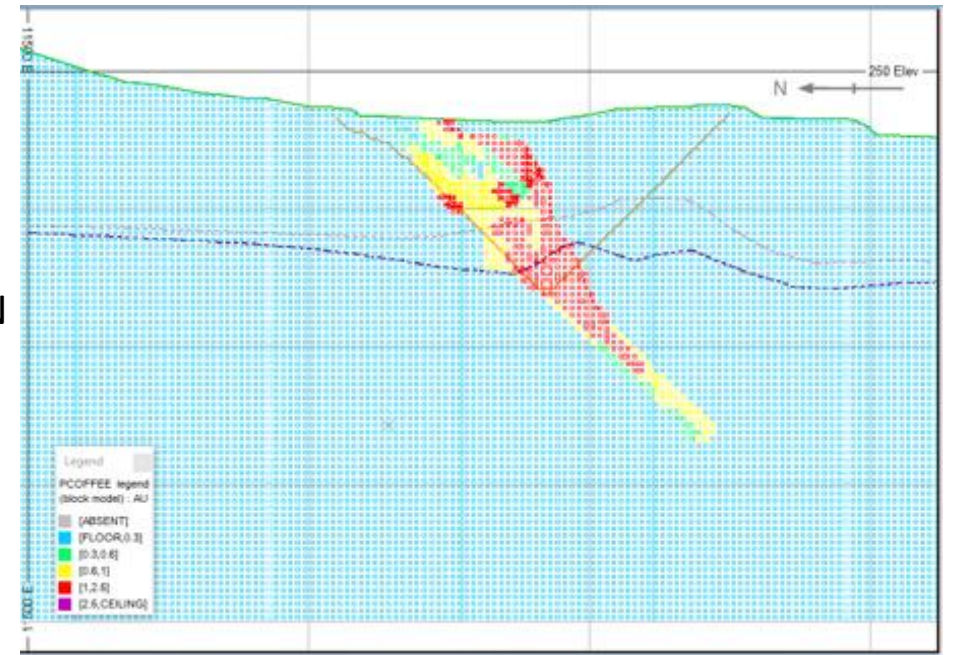 250 Elev
N
N
Legend
PCOFFEE legend
(block model) : AU
[ABSENT]
[FLOOR,0.3]
[0.3,0.6]
[0.6,1]
[1,2.6]
[2.6,CEILING]